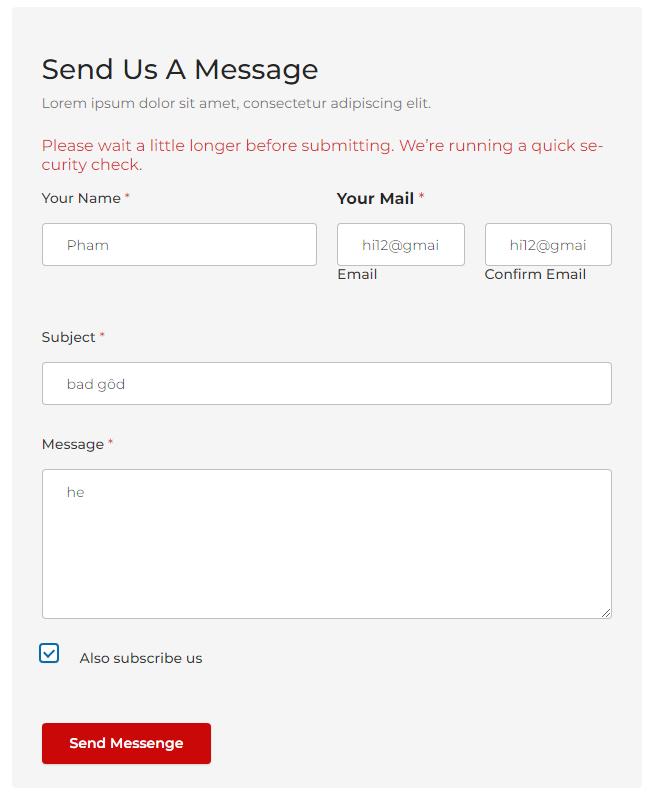 Send Us A Message
Lorem ipsum dolor sit amet, consectetur adipiscing elit.
Please wait a little longer before submitting. We’re running a quick se-
curity check.
Your Name *
Your Mail *
Pham
hi12@gmai
hi12@gmai
Email
Confirm Email
Subject *
bad gôd
Message *
he
Also subscribe us
Send Messenge